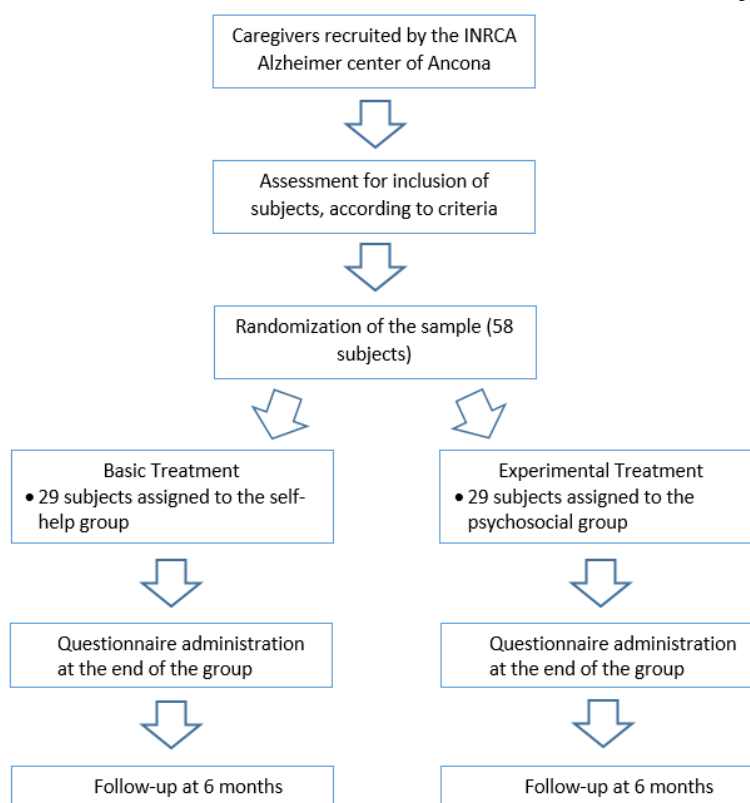 Caregivers recruited by the INRCA
Alzheimer center of Ancona
Assessment for inclusion of
subjects, according to criteria
Randomization of the sample (58
subjects)
Basic Treatment
• 29 subjects assigned to the self-
help group
Experimental Treatment
• 29 subjects assigned to the
psychosocial group
Questionnaire administration
at the end of the group
Questionnaire administration
at the end of the group
Follow-up at 6 months
Follow-up at 6 months